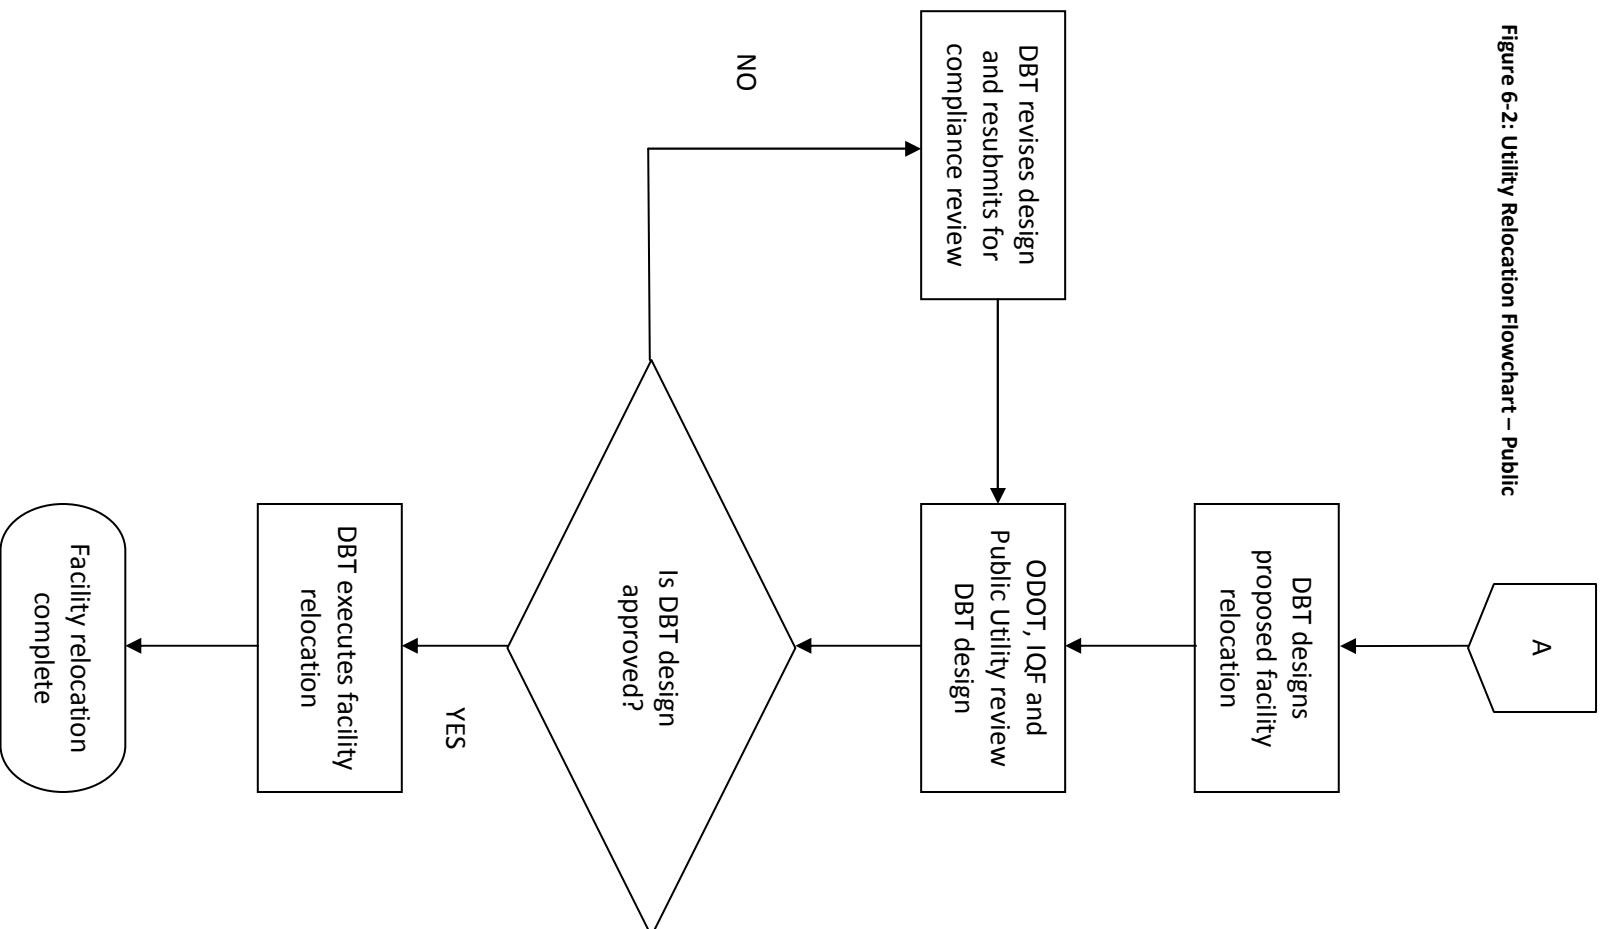 Figure 6-2: Utility Relocation Flowchart – Public
A
DBT designs
proposed facility
relocation
DBT revises design
and resubmits for
compliance review
ODOT, IQF and
Public Utility review
DBT design
NO
Is DBT design
approved?
YES
DBT executes facility
relocation
Facility relocation
complete